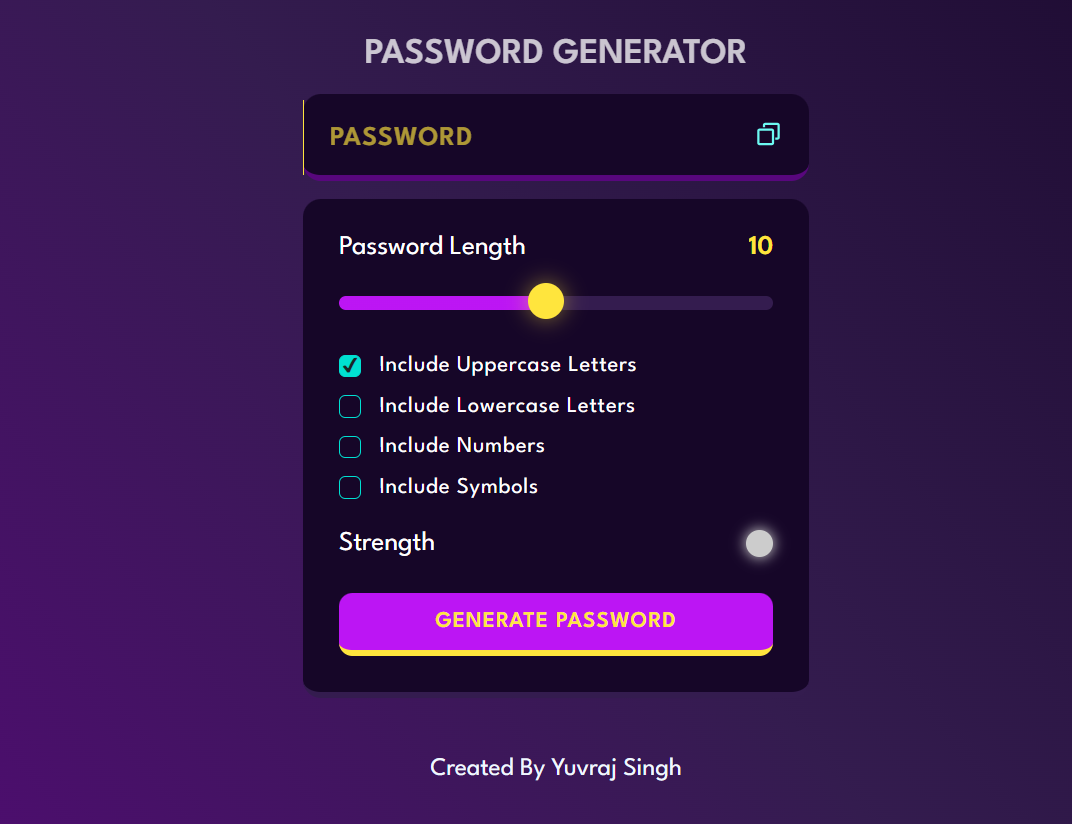 PASSWORD GENERATOR
PASSWORD
Password Length 10
Include Uppercase Letters
Include Lowercase Letters
Include Numbers
Include Symbols
Strength
GENERATE PASSWORD
Created By Yuvraj Singh